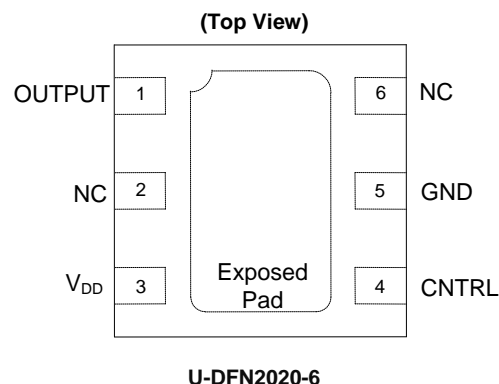 (Top View)
OUTPUT 1 6 NC
NC 2 5 GND
VDD 3 4 CNTRL
Exposed
Pad
U-DFN2020-6